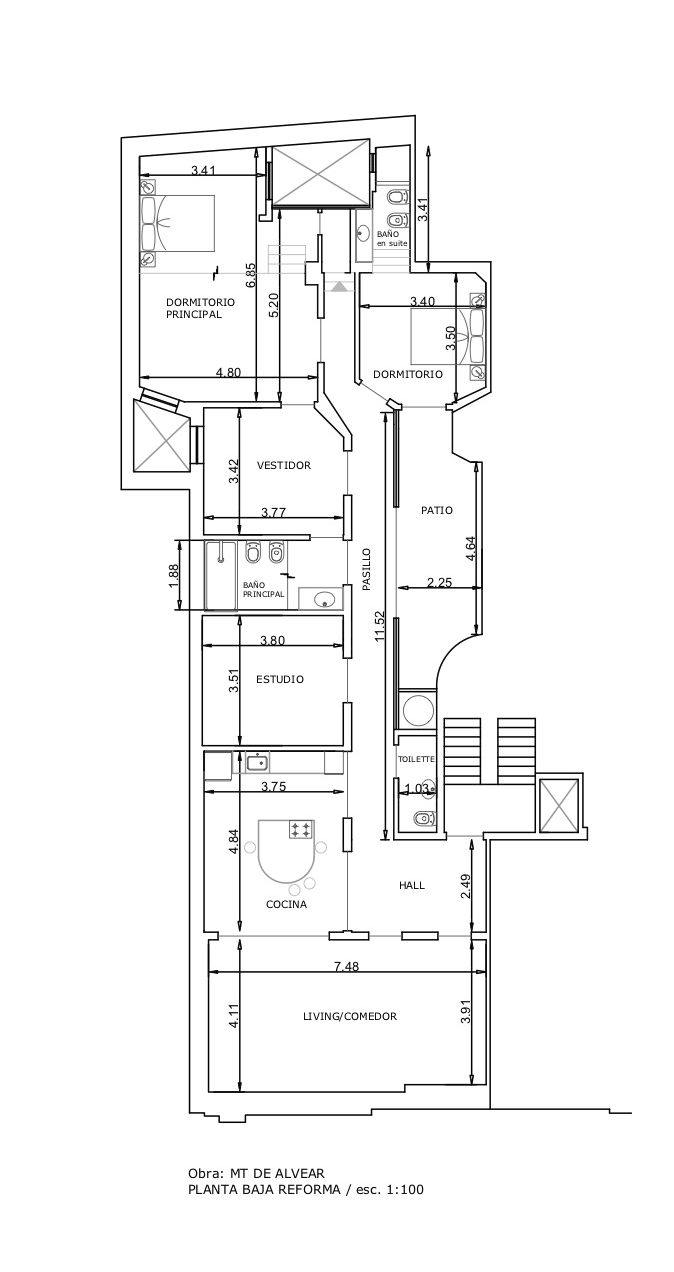 3.41
3.41
BAÑO
en suite
6.85
5.20
DORMITORIO
PRINCIPAL
3.40
3.50
4.80
DORMITORIO
3.42
VESTIDOR
3.77
PATIO
4.64
1.88
BAÑO
PRINCIPAL
PASILLO
2.25
11.52
3.80
3.51
ESTUDIO
TOILETTE
3.75
1.03
4.84
HALL
2.49
COCINA
7.48
4.11
LIVING/COMEDOR
3.91
Obra: MT DE ALVEAR
PLANTA BAJA REFORMA / esc. 1:100